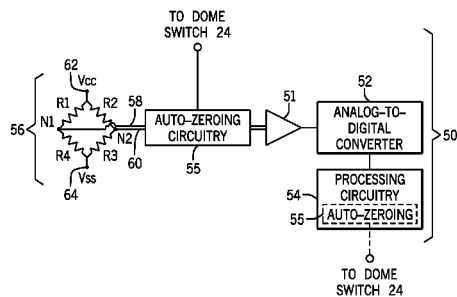 TO DOME
SWITCH 24
62
Vcc
58
51
52
R1
R2
AUTO-ZEROING
CIRCUITRY
ANALOG-TO-
DIGITAL
CONVERTER
56
N1
N2
50
R4
R3
60
55
54
PROCESSING
CIRCUITRY
64
Vss
55
AUTO-ZEROING
TO DOME
SWITCH 24